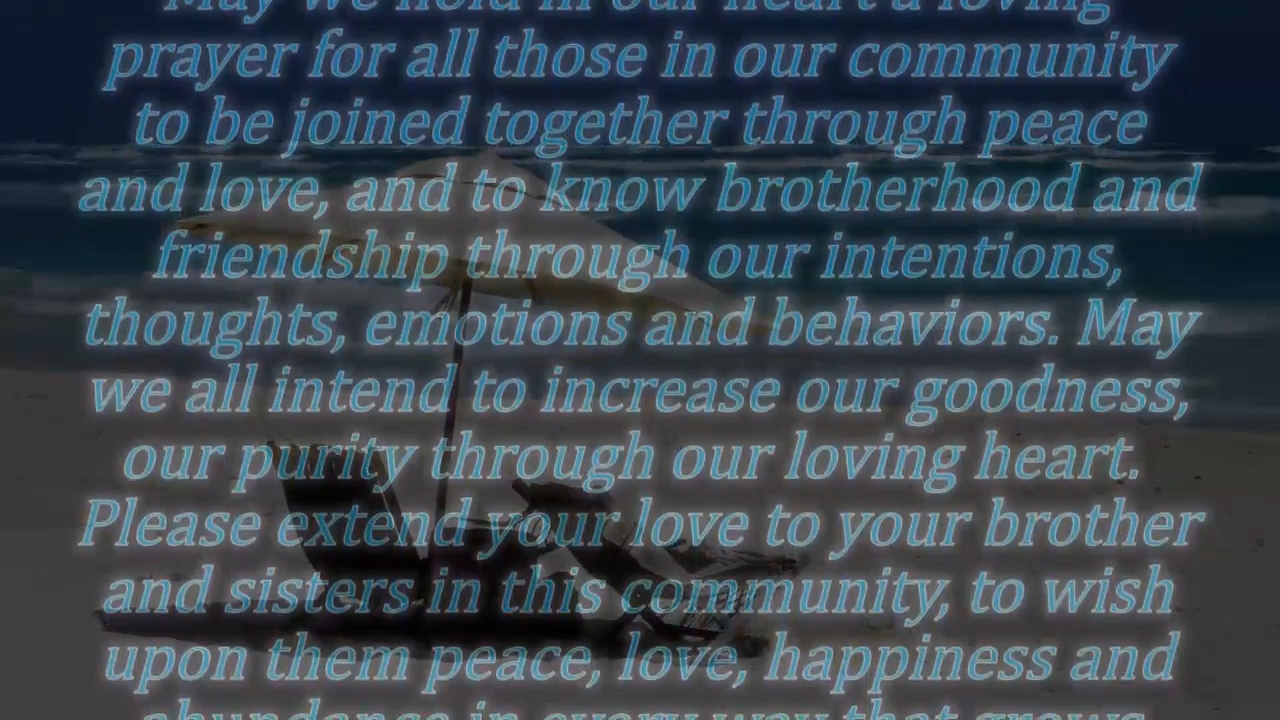 May we hold in our heart a loving
prayer for all those in our community
to be joined together through peace
and love, and to know brotherhood and
friendship through our intentions,
thoughts, emotions and behaviors. May
we all intend to increase our goodness,
our purity through our loving heart.
Please extend your love to your brother
and sisters in this community, to wish
upon them peace, love, happiness and
abundance in every way that grows